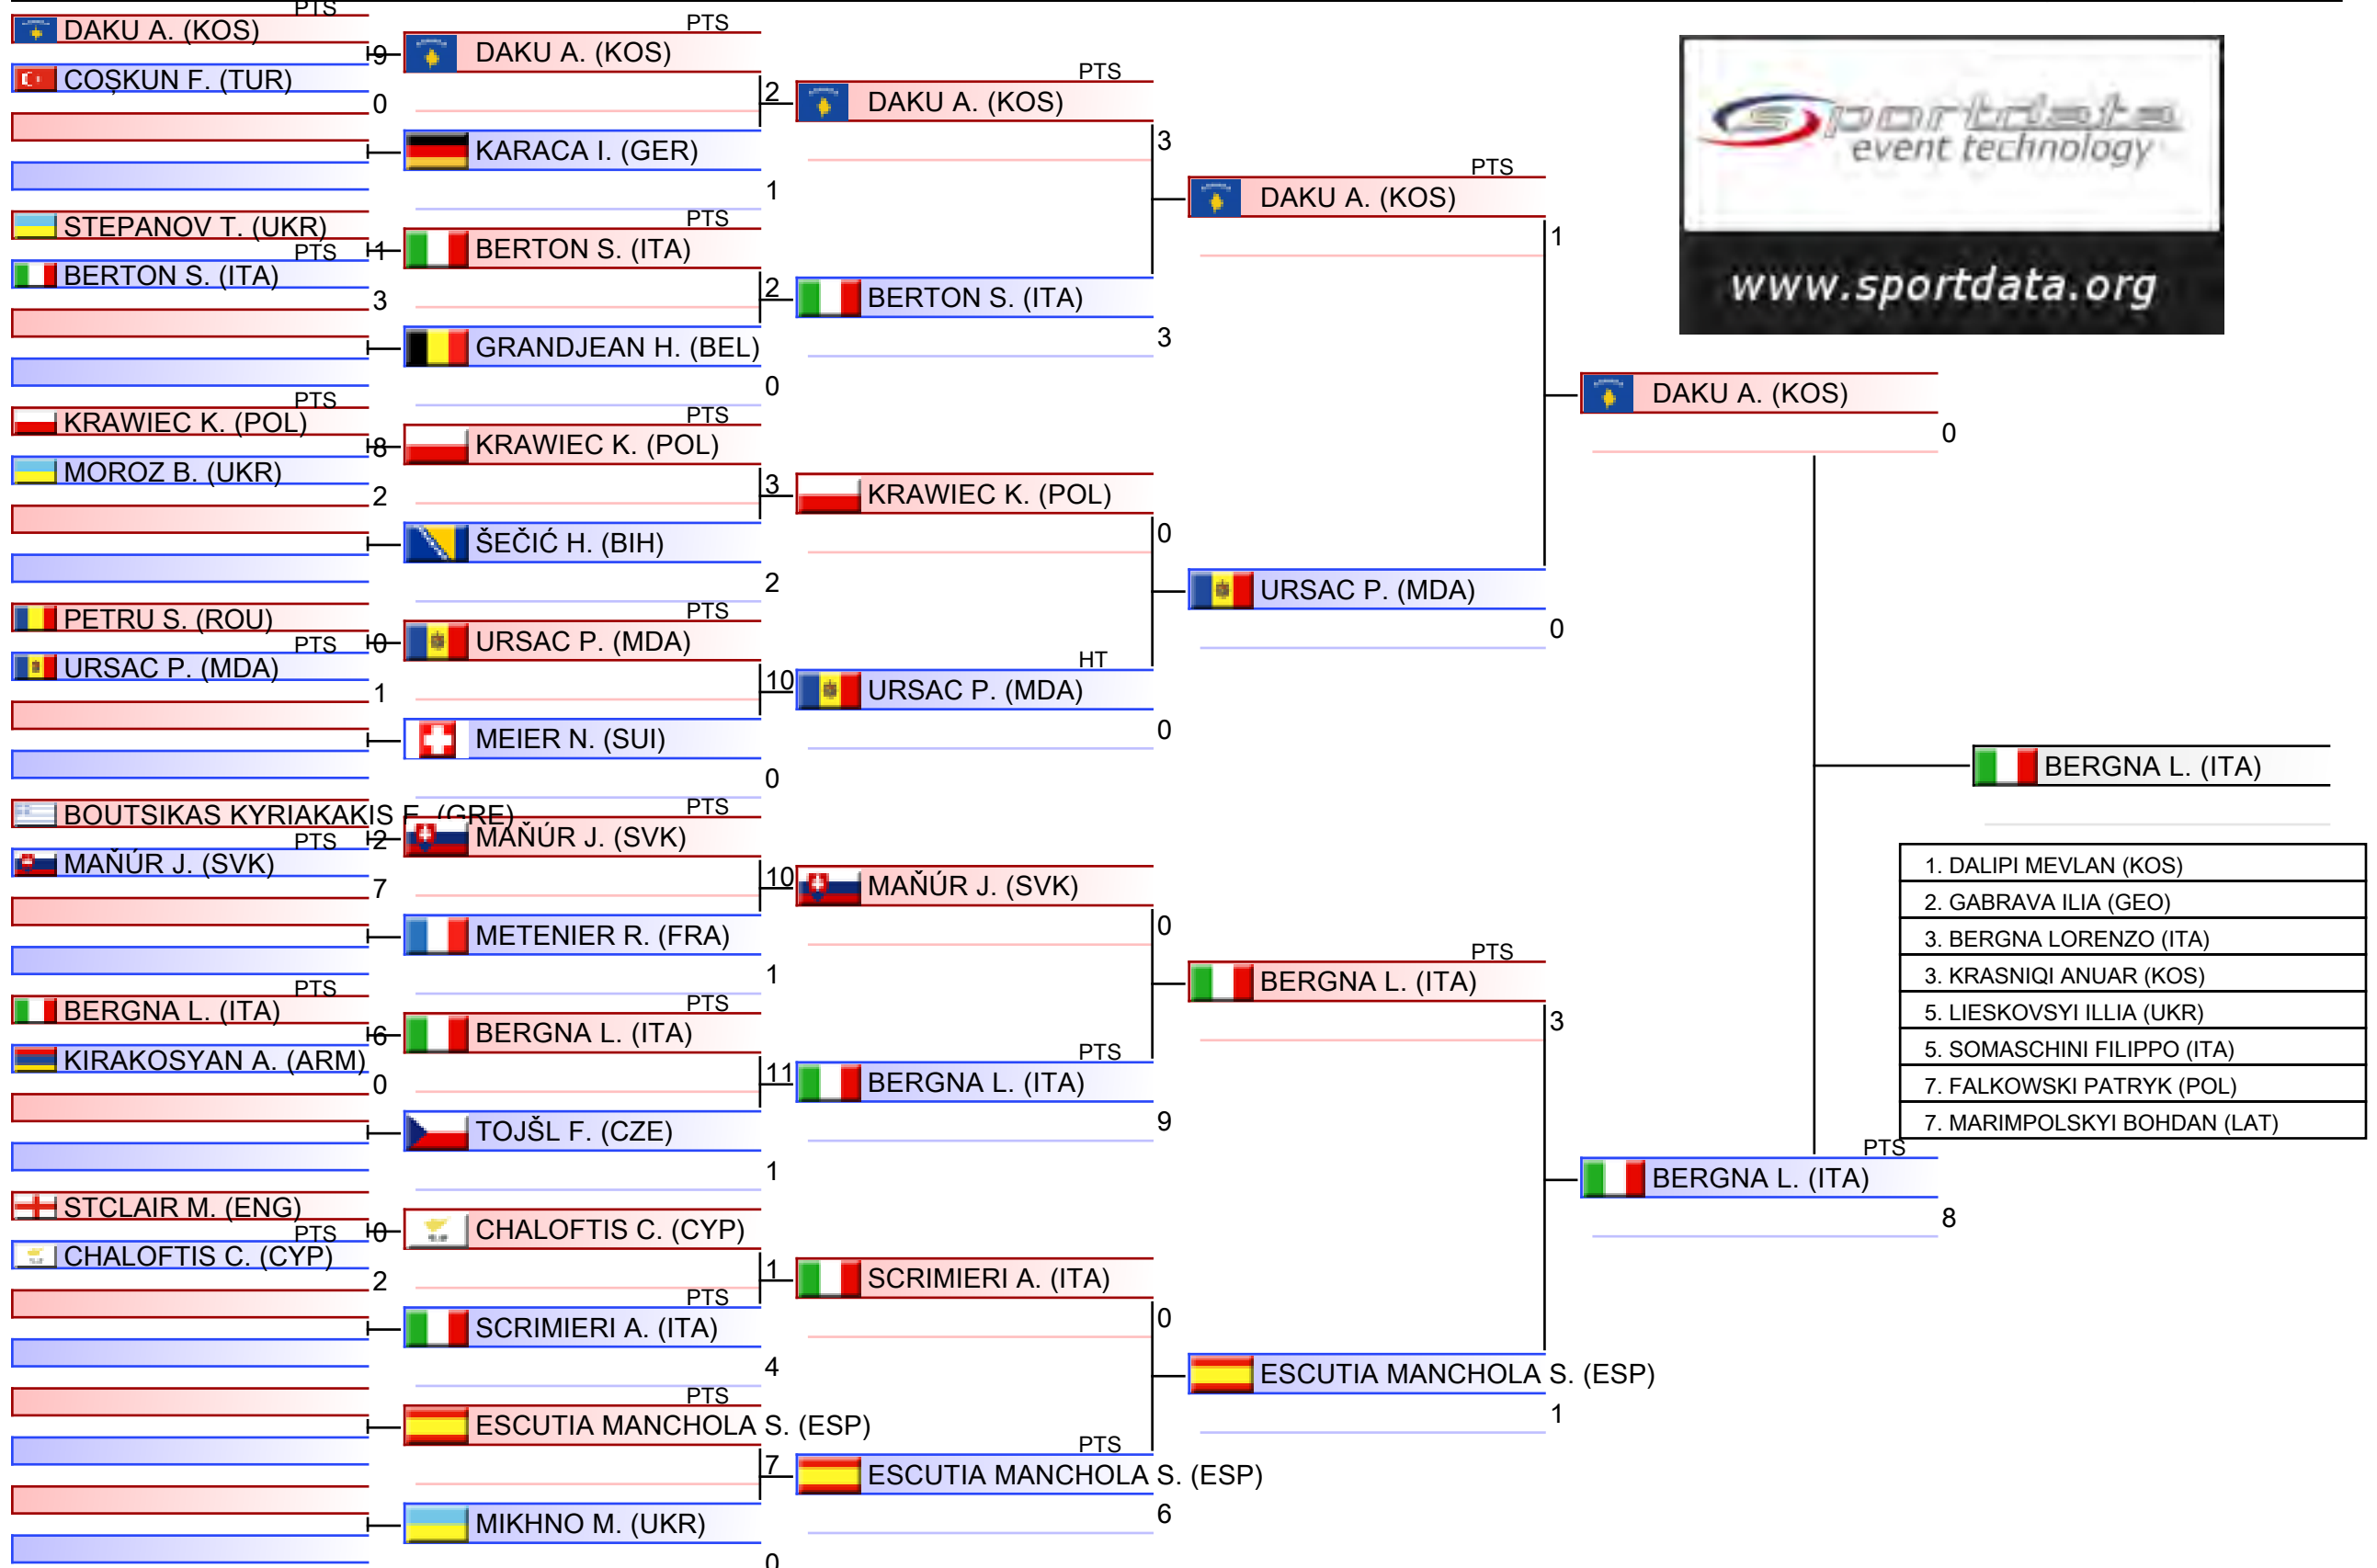 PTS
DAKU A. (KOS)
9
COŞKUN F. (TUR)
0
STEPANOV T. (UKR)
PTS
1
BERTON S. (ITA)
3
PTS
KRAWIEC K. (POL)
8
MOROZ B. (UKR)
2
PETRU S. (ROU)
PTS
0
URSAC P. (MDA)
1
BOUTSIKAS KYRIAKAKIS E. (GRE)
PTS
2
MAŇÚR J. (SVK)
7
PTS
BERGNA L. (ITA)
6
KIRAKOSYAN A. (ARM)
0
STCLAIR M. (ENG)
PTS
0
CHALOFTIS C. (CYP)
2
PTS
DAKU A. (KOS)
2
KARACA I. (GER)
1
PTS
BERTON S. (ITA)
2
GRANDJEAN H. (BEL)
0
PTS
KRAWIEC K. (POL)
3
ŠEČIĆ H. (BIH)
2
PTS
URSAC P. (MDA)
10
MEIER N. (SUI)
0
PTS
MAŇÚR J. (SVK)
10
METENIER R. (FRA)
1
PTS
BERGNA L. (ITA)
11
TOJŠL F. (CZE)
1
CHALOFTIS C. (CYP)
1
PTS
SCRIMIERI A. (ITA)
4
PTS
ESCUTIA MANCHOLA S. (ESP)
7
MIKHNO M. (UKR)
0
PTS
DAKU A. (KOS)
3
BERTON S. (ITA)
3
KRAWIEC K. (POL)
0
HT
URSAC P. (MDA)
0
MAŇÚR J. (SVK)
0
PTS
BERGNA L. (ITA)
9
SCRIMIERI A. (ITA)
0
PTS
ESCUTIA MANCHOLA S. (ESP)
6
PTS
DAKU A. (KOS)
1
URSAC P. (MDA)
0
PTS
BERGNA L. (ITA)
3
ESCUTIA MANCHOLA S. (ESP)
1
DAKU A. (KOS)
0
PTS
BERGNA L. (ITA)
8
BERGNA L. (ITA)
sportdata
event technology
www.sportdata.org
1. DALIPI MEVLAN (KOS)
2. GABRAVA ILIA (GEO)
3. BERGNA LORENZO (ITA)
3. KRASNIQI ANUAR (KOS)
5. LIESKOVSYI ILLIA (UKR)
5. SOMASCHINI FILIPPO (ITA)
7. FALKOWSKI PATRYK (POL)
7. MARIMPOLSKYI BOHDAN (LAT)